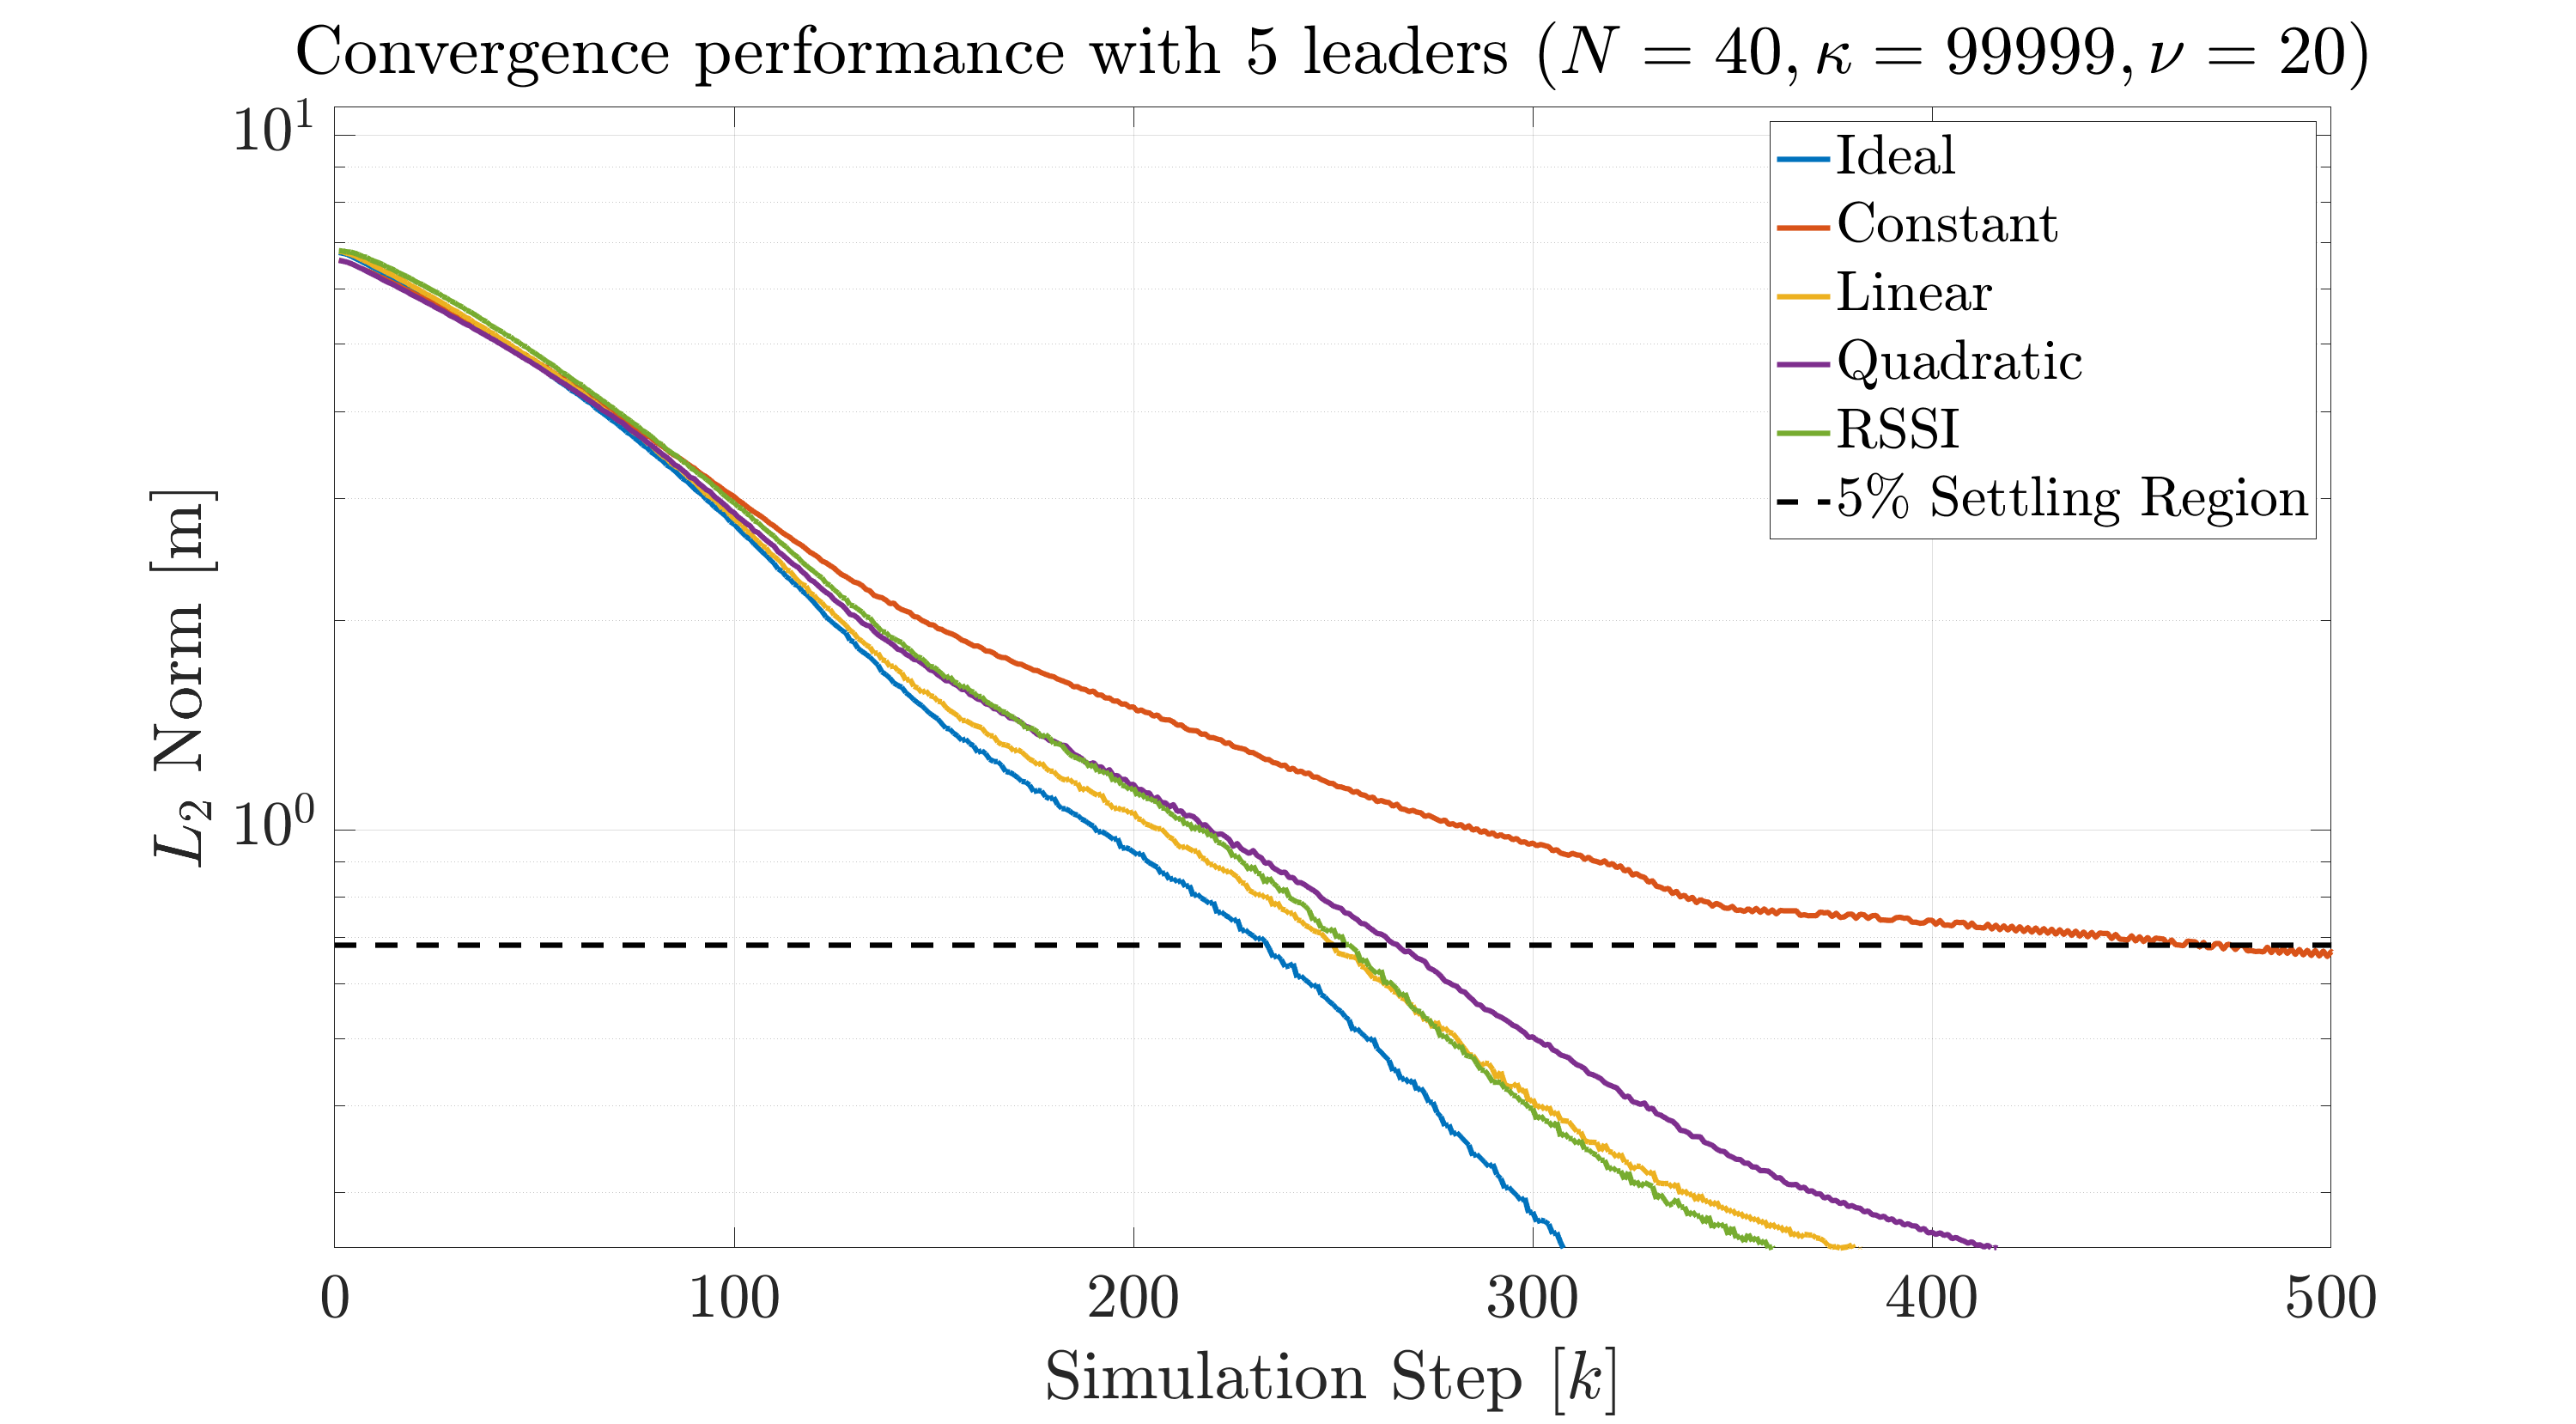 Convergence performance with 5 leaders (N = 40, κ = 99999, ν = 20)
10¹
10⁰
L₂ Norm [m]
Ideal
Constant
Linear
Quadratic
RSSI
5% Settling Region
0 100 200 300 400 500
Simulation Step [k]